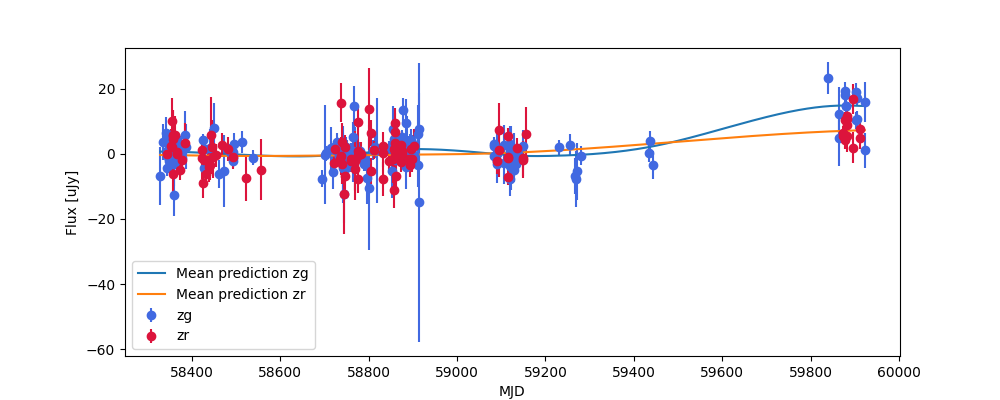 20
0
−20
−40
−60
Flux [uJy]
Mean prediction zg
Mean prediction zr
zg
zr
58400
58600
58800
59000
59200
59400
59600
59800
60000
MJD